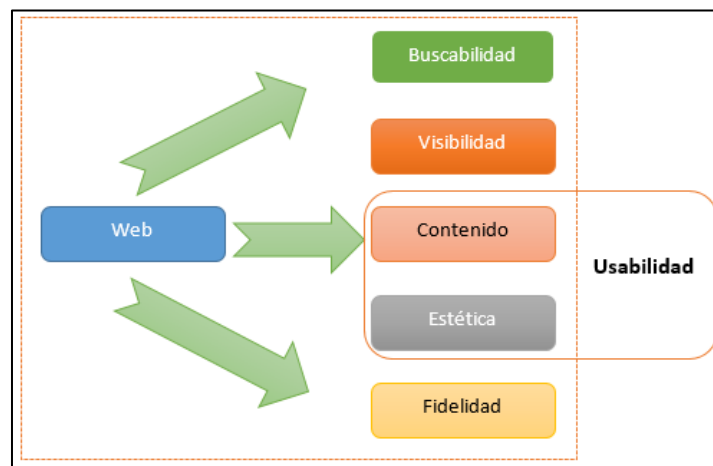 Buscabilidad
Visibilidad
Web
Contenido
Usabilidad
Estética
Fidelidad